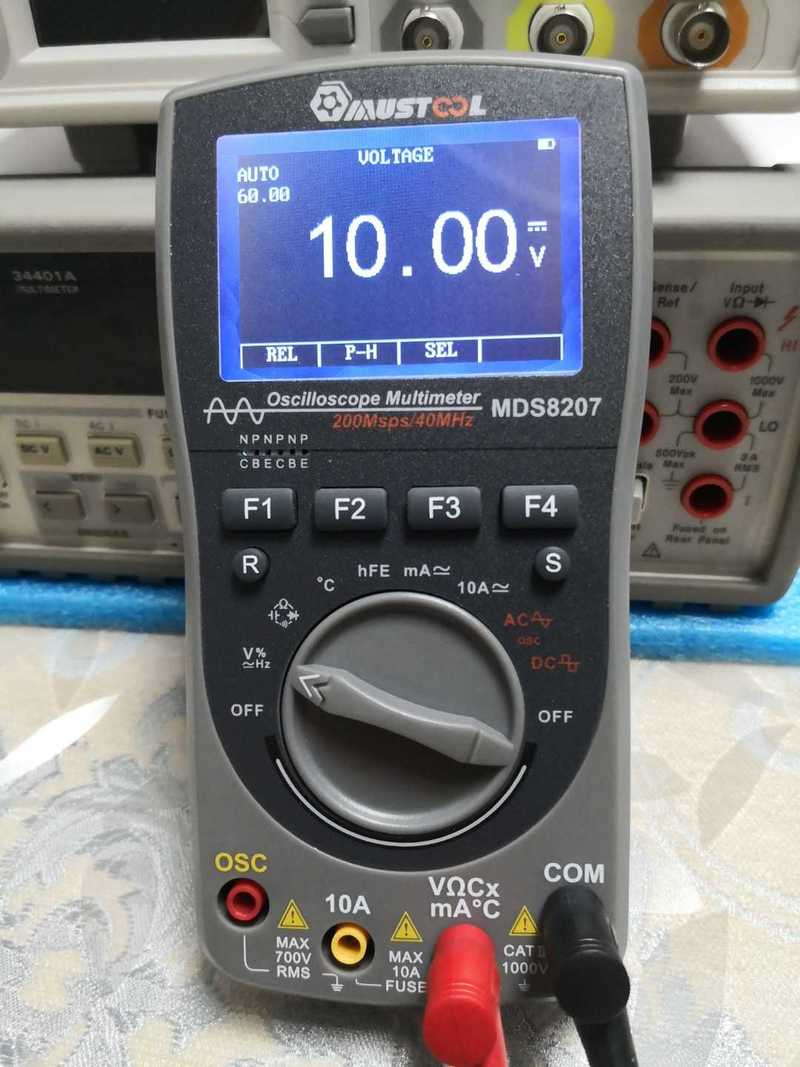 MUSTOOL
VOLTAGE
AUTO
60.00
10.00 V
REL P-H SEL
Oscilloscope Multimeter
200Msps/40MHz
MDS8207
NPNPNP
CBECBE
F1 F2 F3 F4
R
S
°C
hFE
mA≂
10A≂
V%
≂Hz
AC
OSC
DC
OFF
OFF
OSC
10A
VΩCx
mA°C
COM
MAX
700V
RMS
MAX
10A
FUSE
CAT II
1000V
34401A
MULTIMETER
DC V
AC V
<
>
Ref
Input
VΩ
HI
200V
Max
1000V
Max
LO
500Vpk
Max
3A
RMS
I
Fused on
Rear Panel